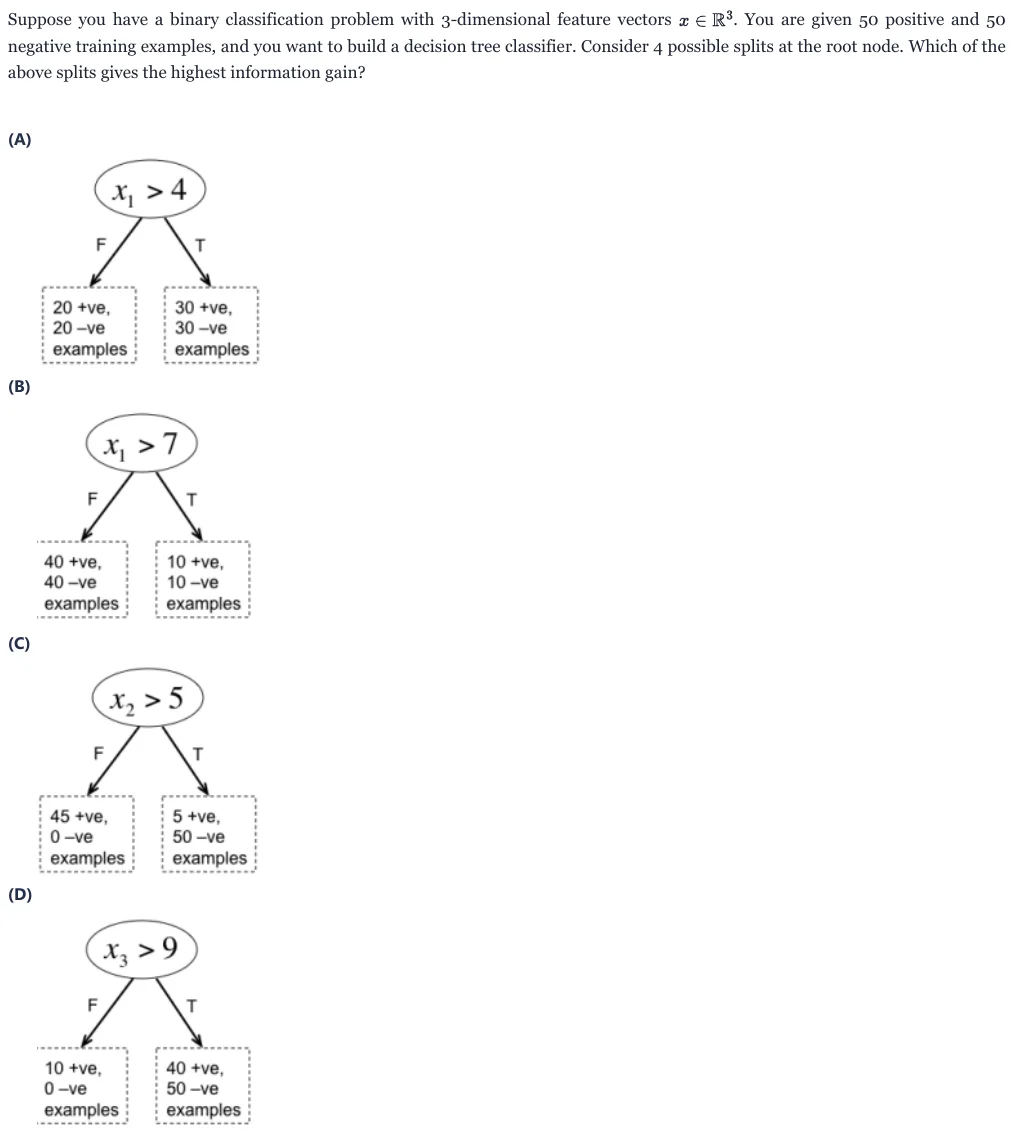 Suppose you have a binary classification problem with 3-dimensional feature vectors x ∈ ℝ³. You are given 50 positive and 50
negative training examples, and you want to build a decision tree classifier. Consider 4 possible splits at the root node. Which of the
above splits gives the highest information gain?
(A)
x₁ > 4
F T
20 +ve, 30 +ve,
20 –ve 30 –ve
examples examples
(B)
x₁ > 7
F T
40 +ve, 10 +ve,
40 –ve 10 –ve
examples examples
(C)
x₂ > 5
F T
45 +ve, 5 +ve,
0 –ve 50 –ve
examples examples
(D)
x₃ > 9
F T
10 +ve, 40 +ve,
0 –ve 50 –ve
examples examples